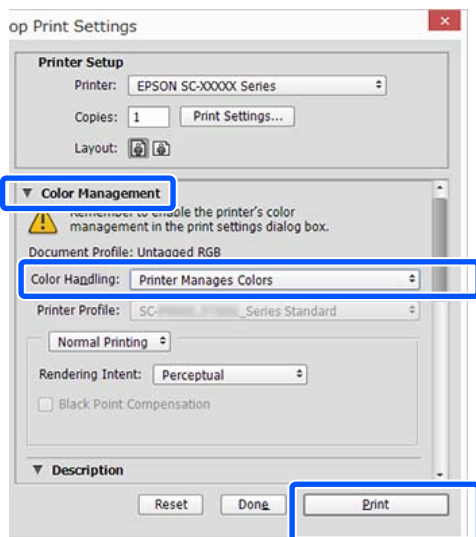 op Print Settings
Printer Setup
Printer: EPSON SC-XXXXX Series
Copies: 1 Print Settings...
Layout:
Color Management
Remember to enable the printer's color
management in the print settings dialog box.
Document Profile: Untagged RGB
Color Handling: Printer Manages Colors
Printer Profile: SC- _Series Standard
Normal Printing
Rendering Intent: Perceptual
Black Point Compensation
Description
Reset Done Print